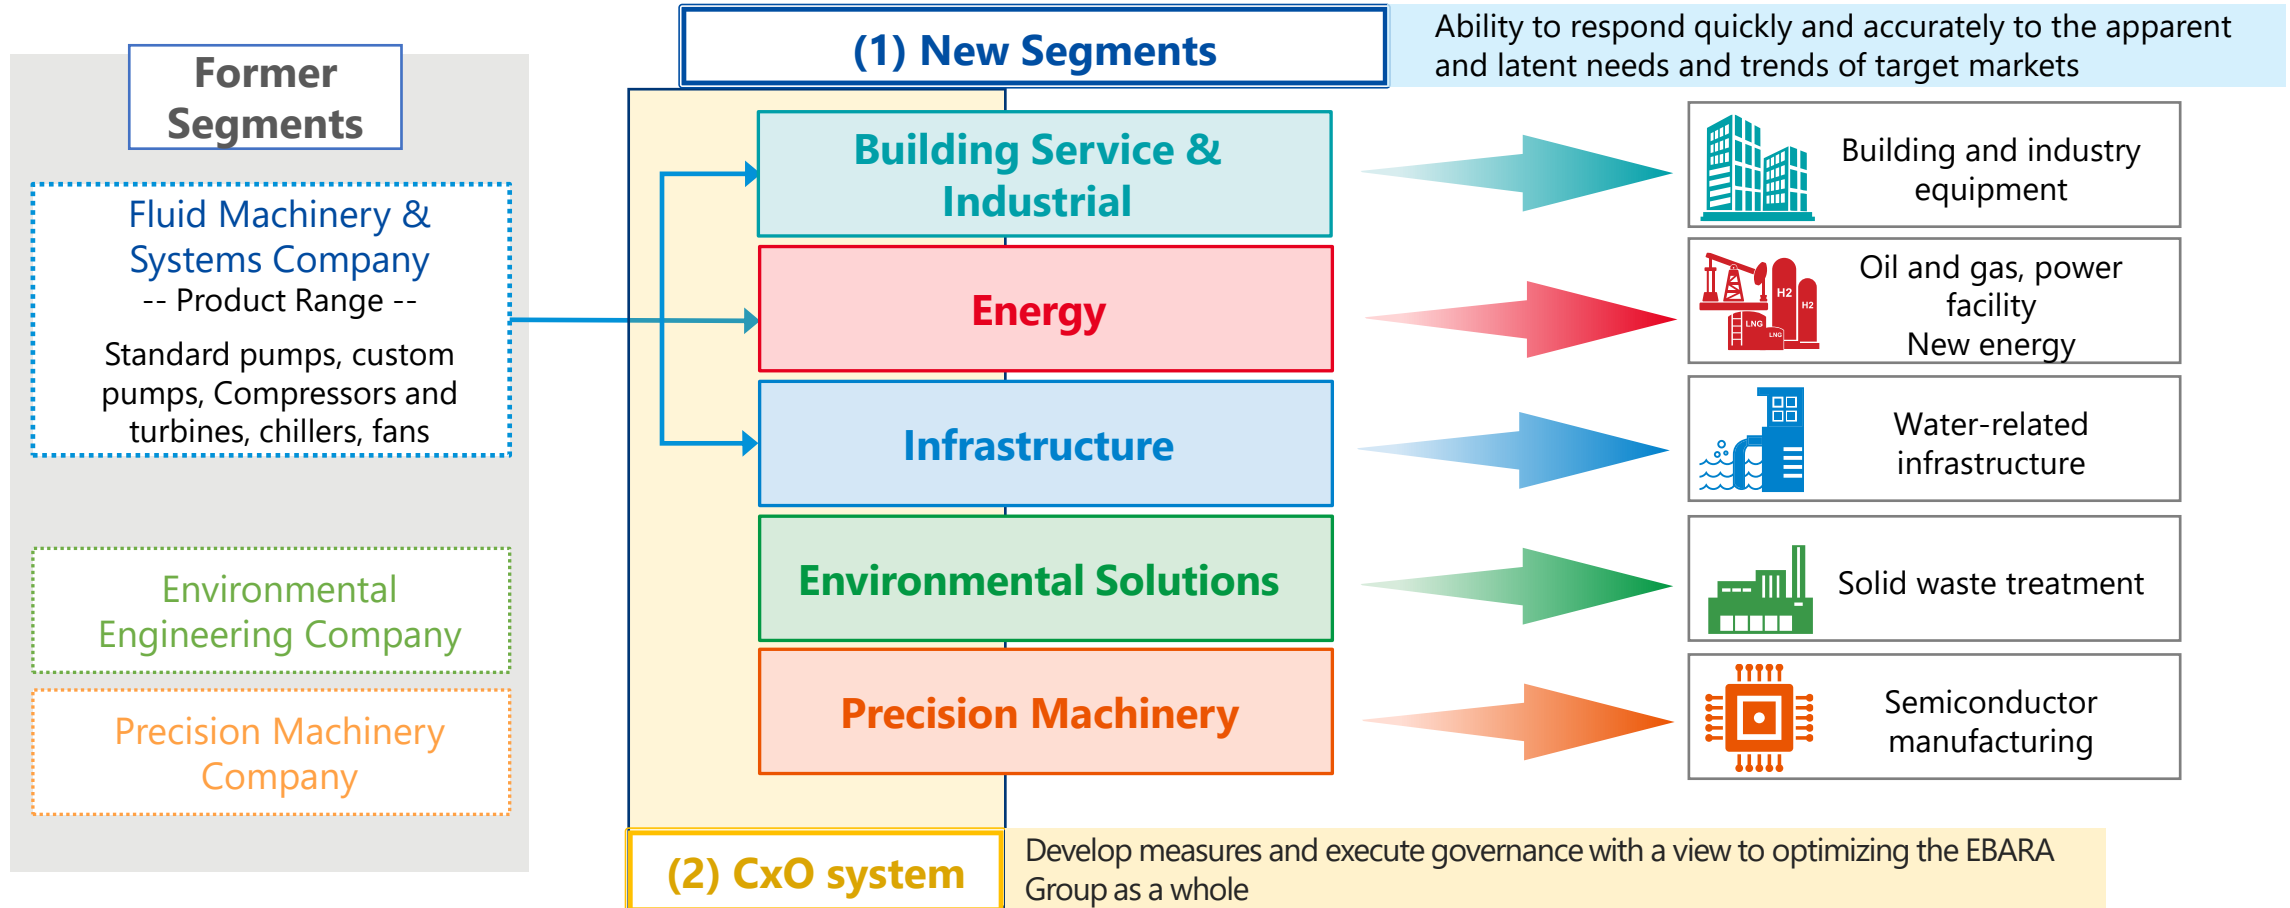 Former
Segments
Fluid Machinery &
Systems Company
-- Product Range --
Standard pumps, custom
pumps, Compressors and
turbines, chillers, fans
Environmental
Engineering Company
Precision Machinery
Company
(1) New Segments
Ability to respond quickly and accurately to the apparent
and latent needs and trends of target markets
Building Service &
Industrial
Building and industry
equipment
Energy
H2
H2
LNG
LNG
Oil and gas, power
facility
New energy
Infrastructure
Water-related
infrastructure
Environmental Solutions
Solid waste treatment
Precision Machinery
Semiconductor
manufacturing
(2) CxO system
Develop measures and execute governance with a view to optimizing the EBARA
Group as a whole